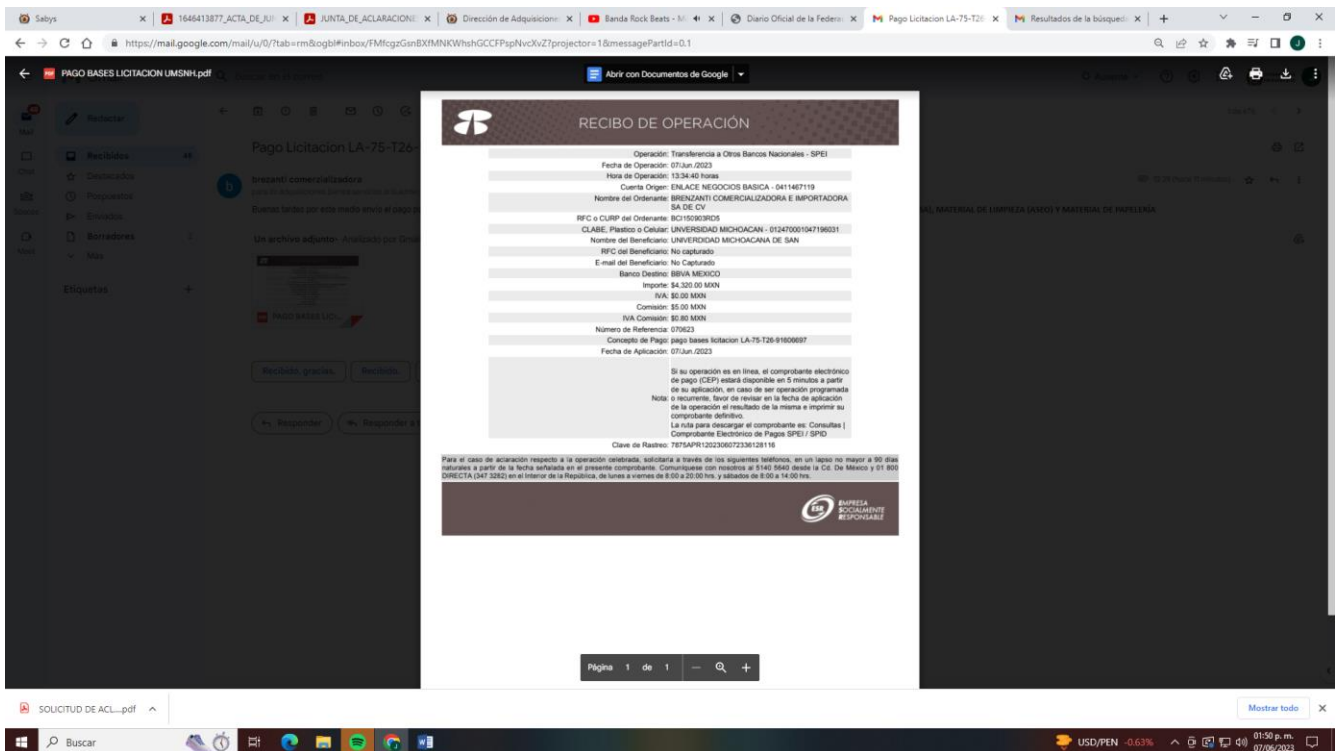 Sabys
1646413877_ACTA_DE_JUN
JUNTA_DE_ACLARACIONE
Dirección de Adquisicione
Banda Rock Beats - M
Diario Oficial de la Federa
Pago Licitacion LA-75-T26
Resultados de la búsqued
https://mail.google.com/mail/u/0/?tab=rm&ogbl#inbox/FMfcgzGsnBXfMNKWhshGCCFPspNvcXvZ?projector=1&messagePartId=0.1
PAGO BASES LICITACION UMSNH.pdf
Abrir con Documentos de Google
Redactar
Recibidos
Destacados
Pospuestos
Enviados
Borradores
Más
Etiquetas
Pago Licitacion LA-75-T26-
brezanti comerzializadora
Buenas tardes por este medio envio el pago
, MATERIAL DE LIMPIEZA (ASEO) Y MATERIAL DE PAPELERÍA
Un archivo adjunto
PAGO BASES LICI
Recibido, gracias.
Recibido.
Responder
Responder a t
RECIBO DE OPERACIÓN
Operación: Transferencia a Otros Bancos Nacionales - SPEI
Fecha de Operación: 07/Jun./2023
Hora de Operación: 13:34:40 horas
Cuenta Origen: ENLACE NEGOCIOS BASICA - 0411467119
Nombre del Ordenante: BRENZANTI COMERCIALIZADORA E IMPORTADORA
SA DE CV
RFC o CURP del Ordenante: BCI150903RD5
CLABE, Plastico o Celular: UNVERSIDAD MICHOACAN - 012470001047196031
Nombre del Beneficiario: UNIVERDIDAD MICHOACANA DE SAN
RFC del Beneficiario: No capturado
E-mail del Beneficiario: No Capturado
Banco Destino: BBVA MEXICO
Importe: $4,320.00 MXN
IVA: $0.00 MXN
Comisión: $5.00 MXN
IVA Comisión: $0.80 MXN
Número de Referencia: 070623
Concepto de Pago: pago bases licitacion LA-75-T26-91600697
Fecha de Aplicación: 07/Jun./2023
Si su operación es en línea, el comprobante electrónico
de pago (CEP) estará disponible en 5 minutos a partir
de su aplicación, en caso de ser operación programada
Nota: o recurrente, favor de revisar en la fecha de aplicación
de la operación el resultado de la misma e imprimir su
comprobante definitivo.
La ruta para descargar el comprobante es: Consultas |
Comprobante Electrónico de Pagos SPEI / SPID
Clave de Rastreo: 7875APR1202306072336128116
Para el caso de aclaración respecto a la operación celebrada, solicitarla a través de los siguientes teléfonos, en un lapso no mayor a 90 días
naturales a partir de la fecha señalada en el presente comprobante. Comuníquese con nosotros al 5140 5640 desde la Cd. De México y 01 800
DIRECTA (347 3282) en el Interior de la República, de lunes a viernes de 8:00 a 20:00 hrs. y sábados de 8:00 a 14:00 hrs.
ESR EMPRESA
SOCIALMENTE
RESPONSABLE
Página 1 de 1
SOLICITUD DE ACL....pdf
Mostrar todo
Buscar
USD/PEN -0.63%
01:50 p. m.
07/06/2023